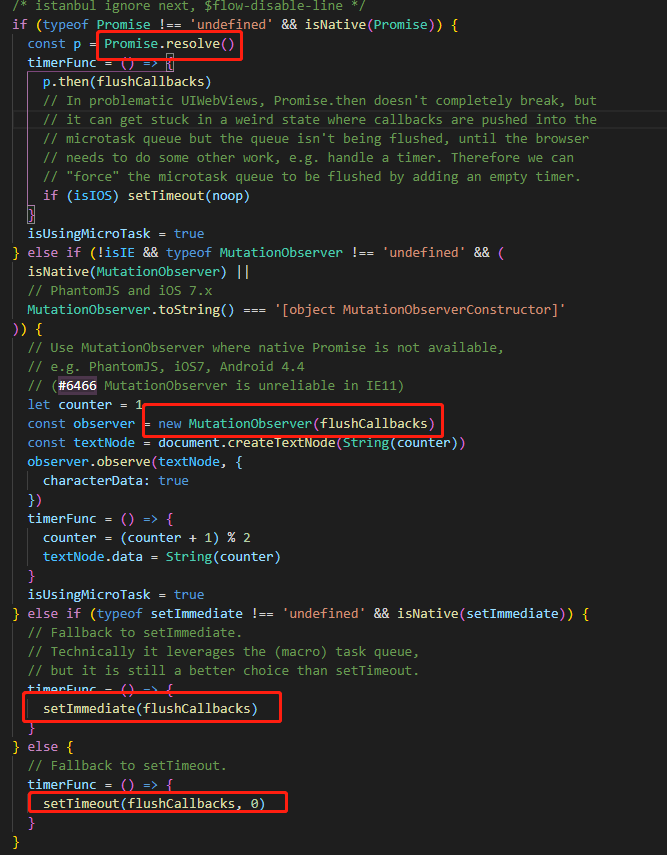 /* istanbul ignore next, $flow-disable-line */
if (typeof Promise !== 'undefined' && isNative(Promise)) {
  const p = Promise.resolve()
  timerFunc = () => {
    p.then(flushCallbacks)
    // In problematic UIWebViews, Promise.then doesn't completely break, but
    // it can get stuck in a weird state where callbacks are pushed into the
    // microtask queue but the queue isn't being flushed, until the browser
    // needs to do some other work, e.g. handle a timer. Therefore we can
    // "force" the microtask queue to be flushed by adding an empty timer.
    if (isIOS) setTimeout(noop)
  }
  isUsingMicroTask = true
} else if (!isIE && typeof MutationObserver !== 'undefined' && (
  isNative(MutationObserver) ||
  // PhantomJS and iOS 7.x
  MutationObserver.toString() === '[object MutationObserverConstructor]'
)) {
  // Use MutationObserver where native Promise is not available,
  // e.g. PhantomJS, iOS7, Android 4.4
  // (#6466 MutationObserver is unreliable in IE11)
  let counter = 1
  const observer = new MutationObserver(flushCallbacks)
  const textNode = document.createTextNode(String(counter))
  observer.observe(textNode, {
    characterData: true
  })
  timerFunc = () => {
    counter = (counter + 1) % 2
    textNode.data = String(counter)
  }
  isUsingMicroTask = true
} else if (typeof setImmediate !== 'undefined' && isNative(setImmediate)) {
  // Fallback to setImmediate.
  // Technically it leverages the (macro) task queue,
  // but it is still a better choice than setTimeout.
  timerFunc = () => {
    setImmediate(flushCallbacks)
  }
} else {
  // Fallback to setTimeout.
  timerFunc = () => {
    setTimeout(flushCallbacks, 0)
  }
}